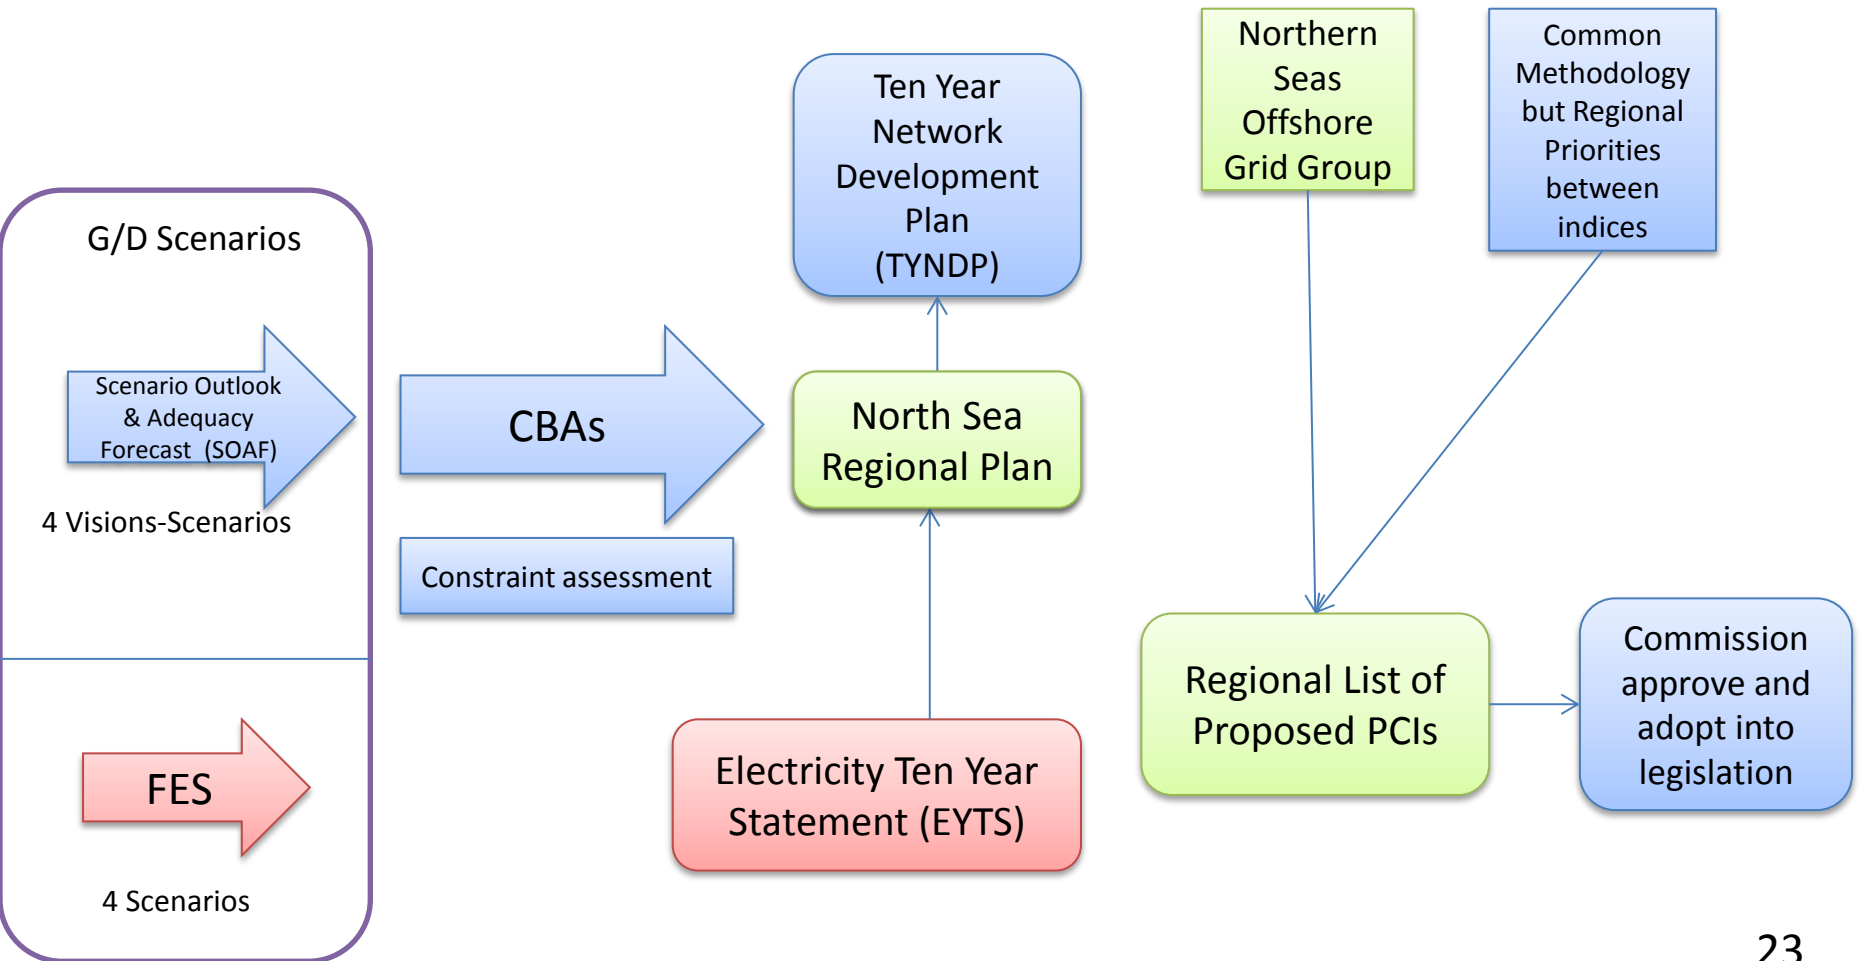 G/D Scenarios
Scenario Outlook
& Adequacy
Forecast (SOAF)
4 Visions-Scenarios
FES
4 Scenarios
CBAs
Constraint assessment
Ten Year
Network
Development
Plan
(TYNDP)
North Sea
Regional Plan
Electricity Ten Year
Statement (EYTS)
Northern
Seas
Offshore
Grid Group
Common
Methodology
but Regional
Priorities
between
indices
Regional List of
Proposed PCIs
Commission
approve and
adopt into
legislation
23